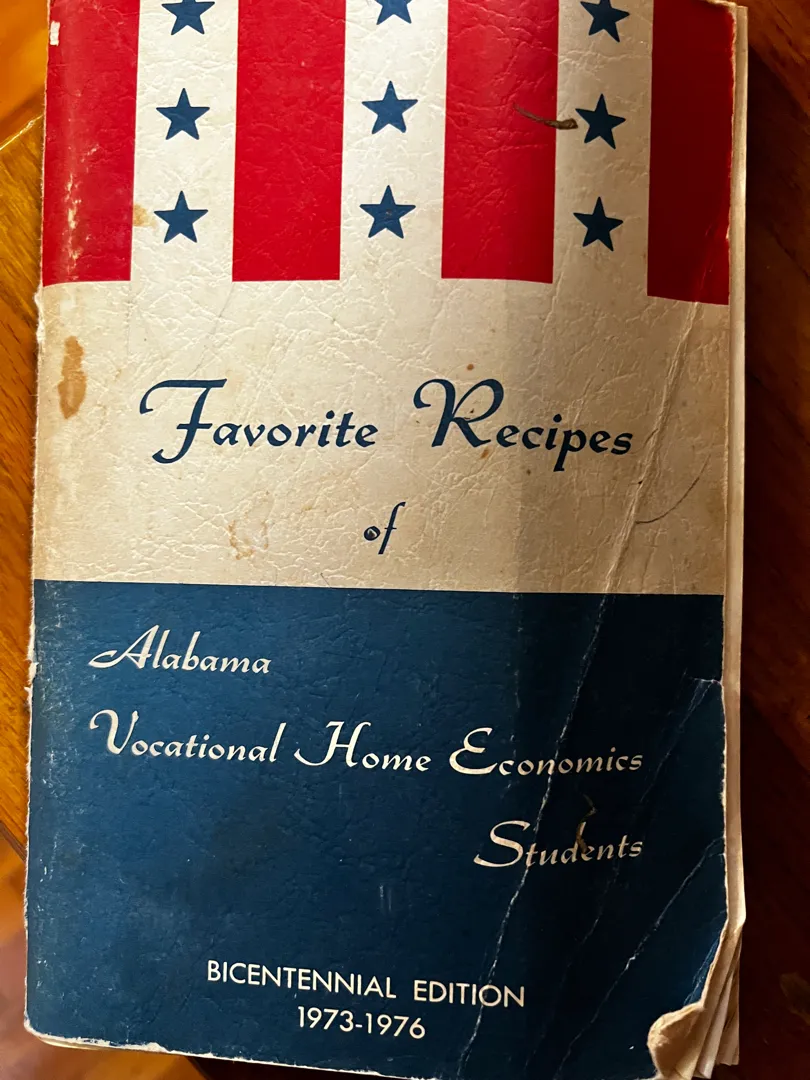 Favorite Recipes
of
Alabama
Vocational Home Economics
Students
BICENTENNIAL EDITION
1973-1976